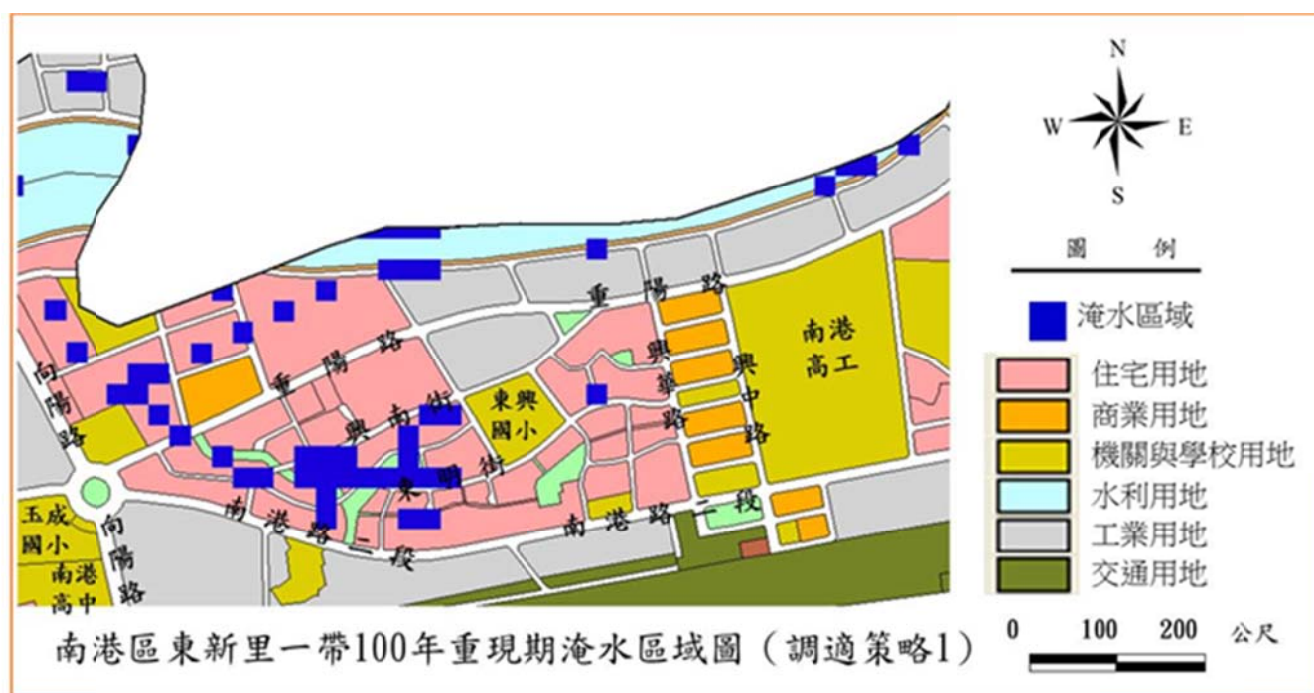 N
W E
S
圖 例
淹水區域
住宅用地
商業用地
機關與學校用地
水利用地
工業用地
交通用地
0 100 200 公尺
重陽路
南港
高工
向陽路
重陽路
興華路
興中路
興南街
東興
國小
東明街
南港路二段
南港路二段
玉成
國小
向陽路
南港
高中
南港區東新里一帶100年重現期淹水區域圖（調適策略1）